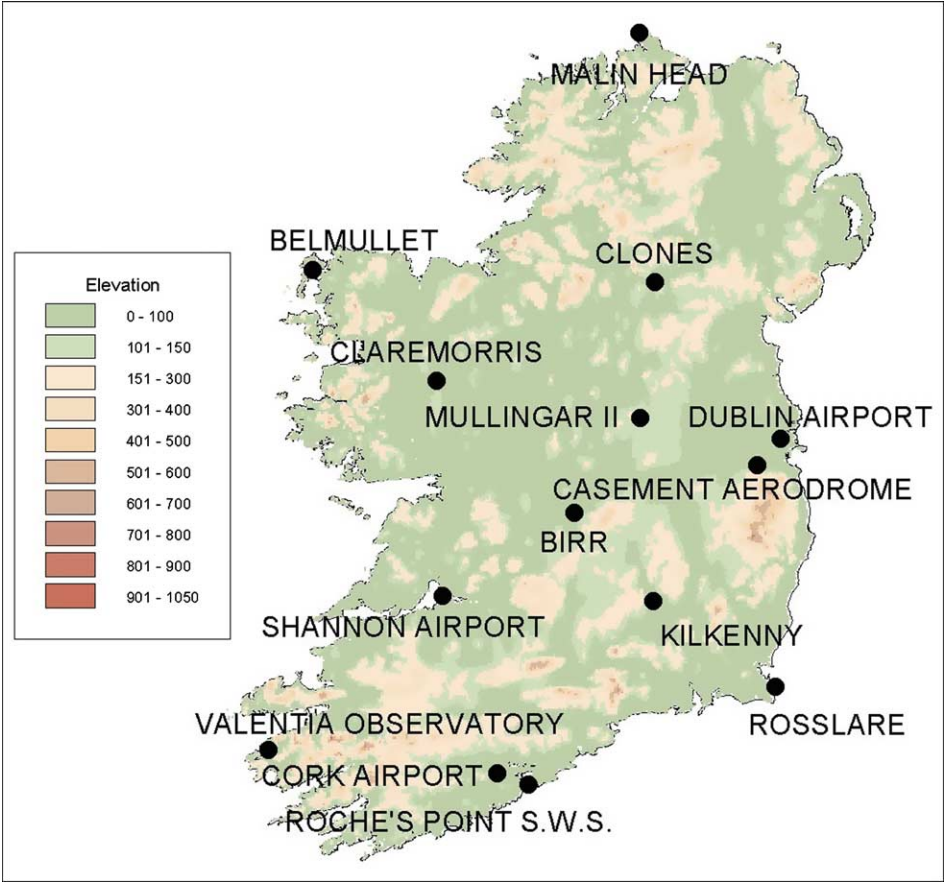 MALIN HEAD
BELMULLET
CLONES
Elevation
0 - 100
101 - 150
151 - 300
301 - 400
401 - 500
501 - 600
601 - 700
701 - 800
801 - 900
901 - 1050
CLAREMORRIS
MULLINGAR II
DUBLIN AIRPORT
CASEMENT AERODROME
BIRR
SHANNON AIRPORT
KILKENNY
ROSSLARE
VALENTIA OBSERVATORY
CORK AIRPORT
ROCHE'S POINT S.W.S.